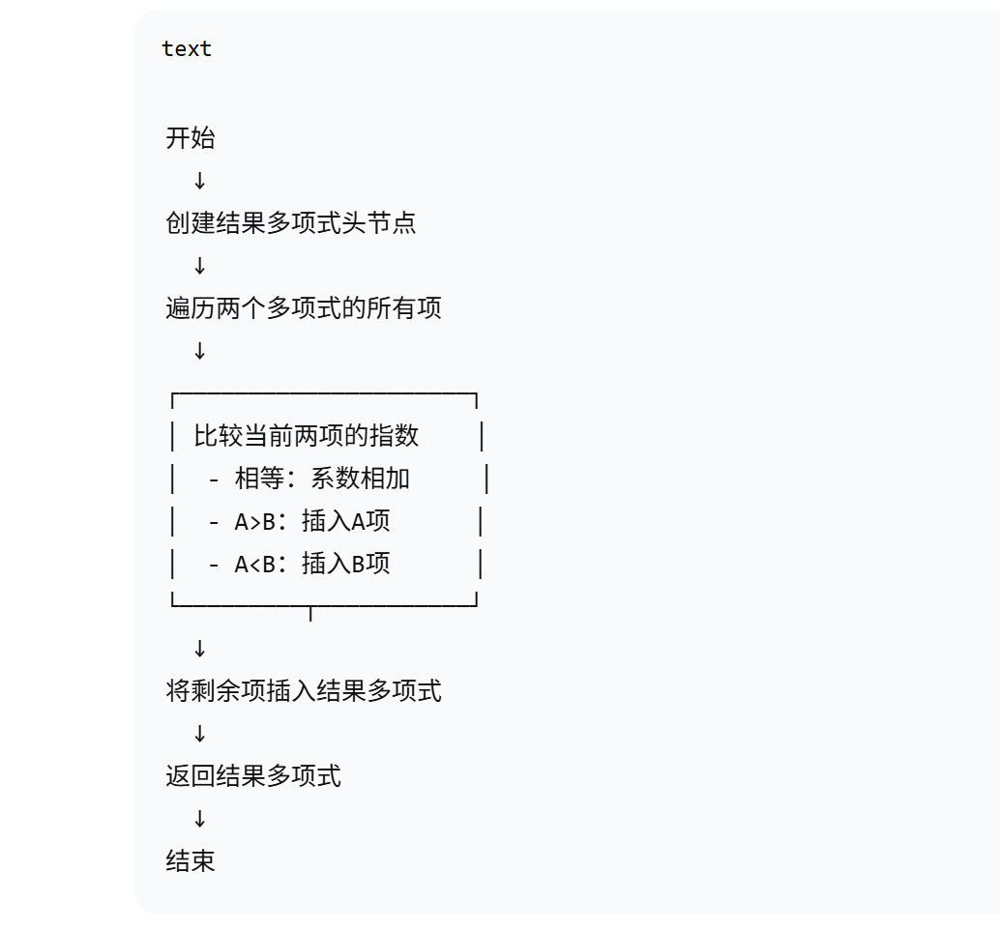 text
开始
↓
创建结果多项式头节点
↓
遍历两个多项式的所有项
↓
┌─────────────────────┐
│ 比较当前两项的指数    │
│  - 相等：系数相加     │
│  - A>B：插入A项      │
│  - A<B：插入B项      │
└─────────┬───────────┘
↓
将剩余项插入结果多项式
↓
返回结果多项式
↓
结束